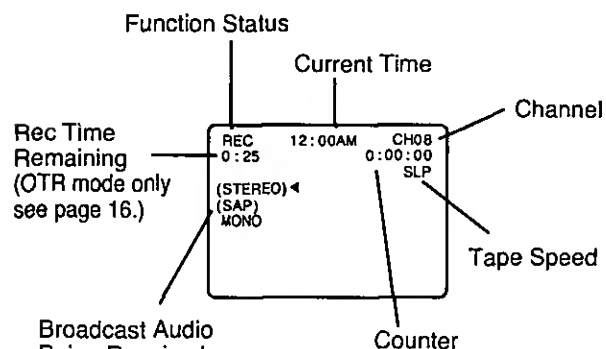 Function Status
Current Time
Channel
Rec Time
Remaining
(OTR mode only
see page 16.)
REC 12:00AM CH08
0:25 0:00:00
SLP
(STEREO)◄
(SAP)
MONO
Tape Speed
Broadcast Audio
Counter